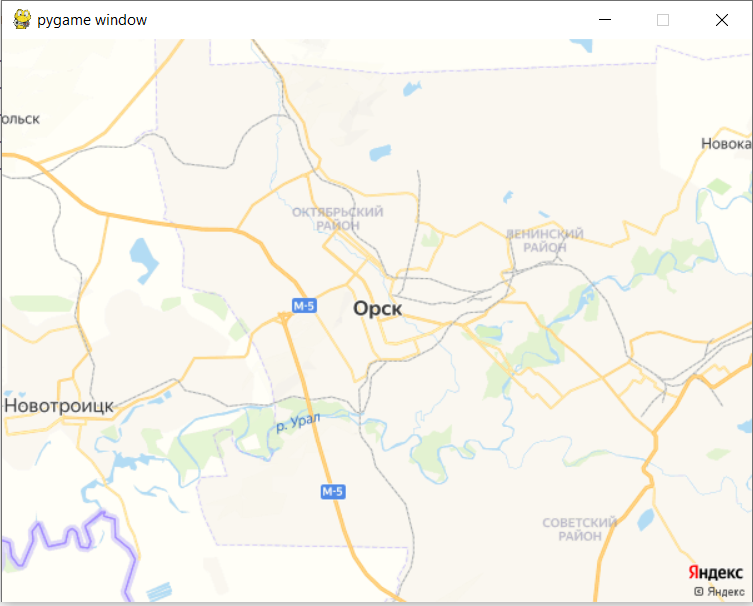 pygame window
ольск
Новока
ОКТЯБРЬСКИЙ
РАЙОН
ЛЕНИНСКИЙ
РАЙОН
М-5
Орск
Новотроицк
р. Урал
М-5
СОВЕТСКИЙ
РАЙОН
Яндекс
© Яндекс